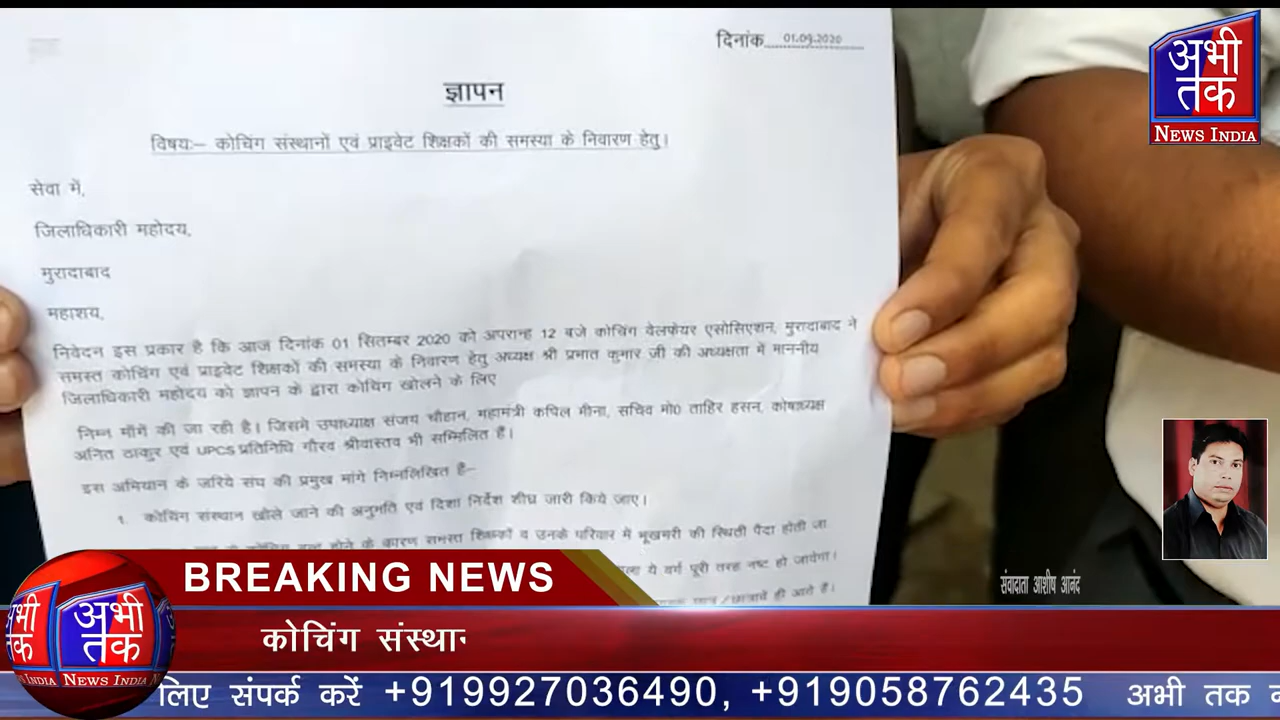 दिनांक 01.09.2020
ज्ञापन
विषयः– कोचिंग संस्थानों एवं प्राइवेट शिक्षकों की समस्या के निवारण हेतु।
सेवा में,
जिलाधिकारी महोदय,
मुरादाबाद
महाशय,
निवेदन इस प्रकार है कि आज दिनांक 01 सितम्बर 2020 को अपरान्ह 12 बजे कोचिंग वेलफेयर एसोसिएशन, मुरादाबाद ने
समस्त कोचिंग एवं प्राइवेट शिक्षकों की समस्या के निवारण हेतु अध्यक्ष श्री प्रभात कुमार जी की अध्यक्षता में माननीय
जिलाधिकारी महोदय को ज्ञापन के द्वारा कोचिंग खोलने के लिए
निम्न माँगें की जा रही है। जिसमे उपाध्याक्ष संजय चौहान, महामंत्री कपिल मीना, सचिव मो0 ताहिर हसन, कोषाध्यक्ष
अनित ठाकुर एवं UPCS प्रतिनिधि गौरव श्रीवास्तव भी सम्मिलित हैं।
इस अभियान के जरिये संघ की प्रमुख मांगे निम्नलिखित है–
1. कोचिंग संस्थान खोले जाने की अनुमति एवं दिशा निर्देश शीघ्र जारी किये जाए।
कोचिंग बन्द होने के कारण समस्त शिक्षकों व उनके परिवार में भूखमरी की स्थिती पैदा होती जा
ये वर्ग पूरी तरह नष्ट हो जावेगा।
छात्र/छात्रायें ही आते हैं।
अभी
तक
NEWS INDIA
संवादाता आशीष आनंद
BREAKING NEWS
अभी
तक
NEWS INDIA
कोचिंग संस्थान
लिए संपर्क करें +919927036490, +919058762435 अभी तक